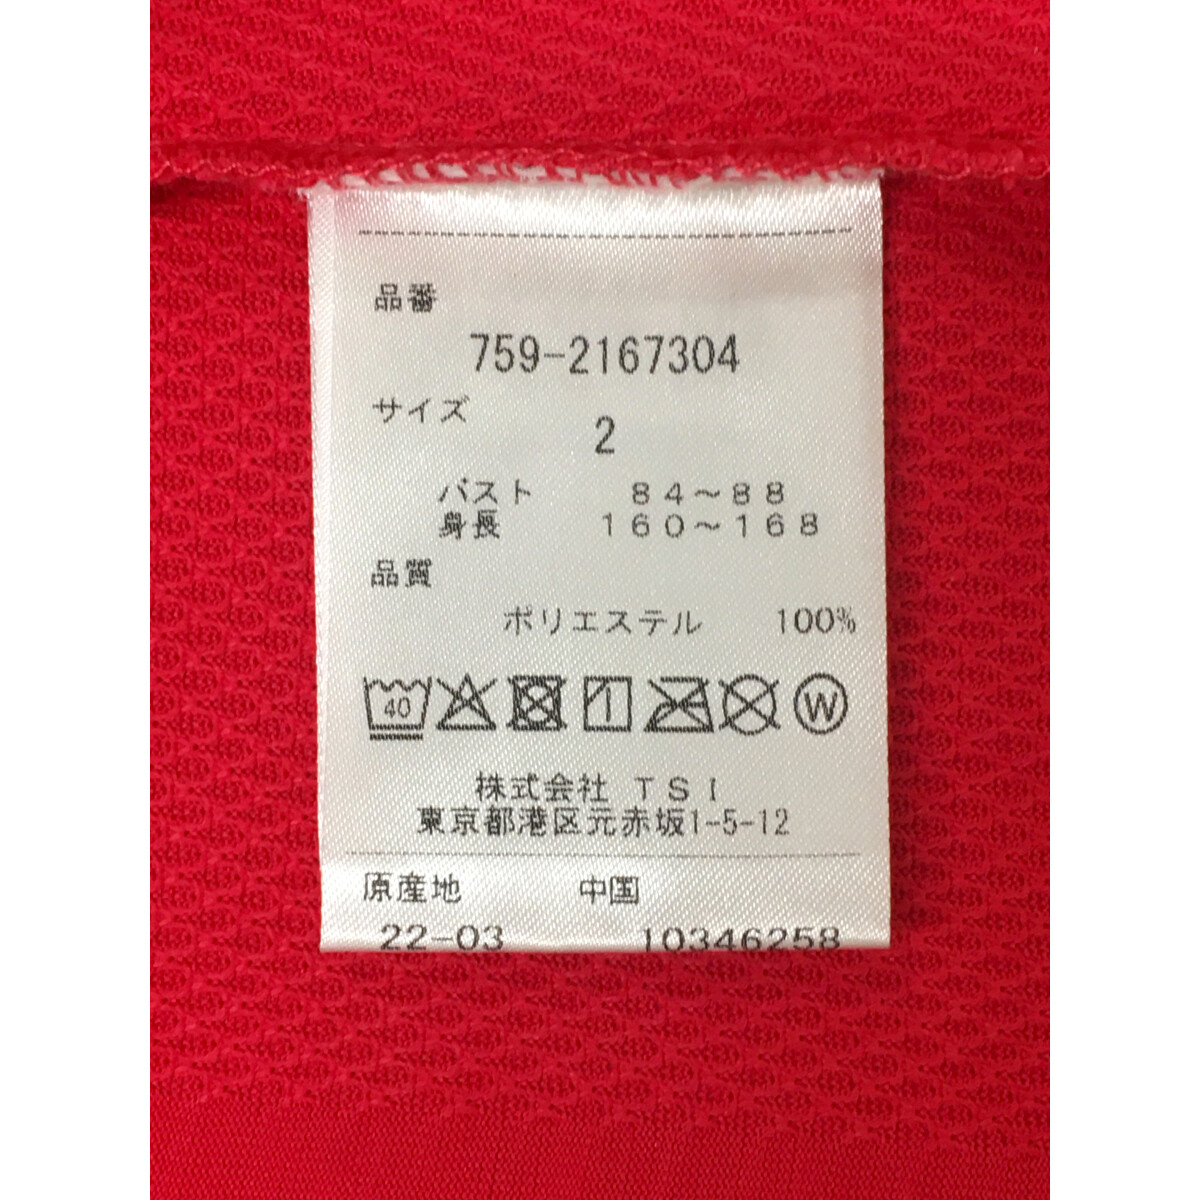 品番
759-2167304
サイズ
2
バスト 84～88
身長 160～168
品質
ポリエステル 100%
40 W
株式会社 TSI
東京都港区元赤坂1-5-12
原産地 中国
22-03 10346258